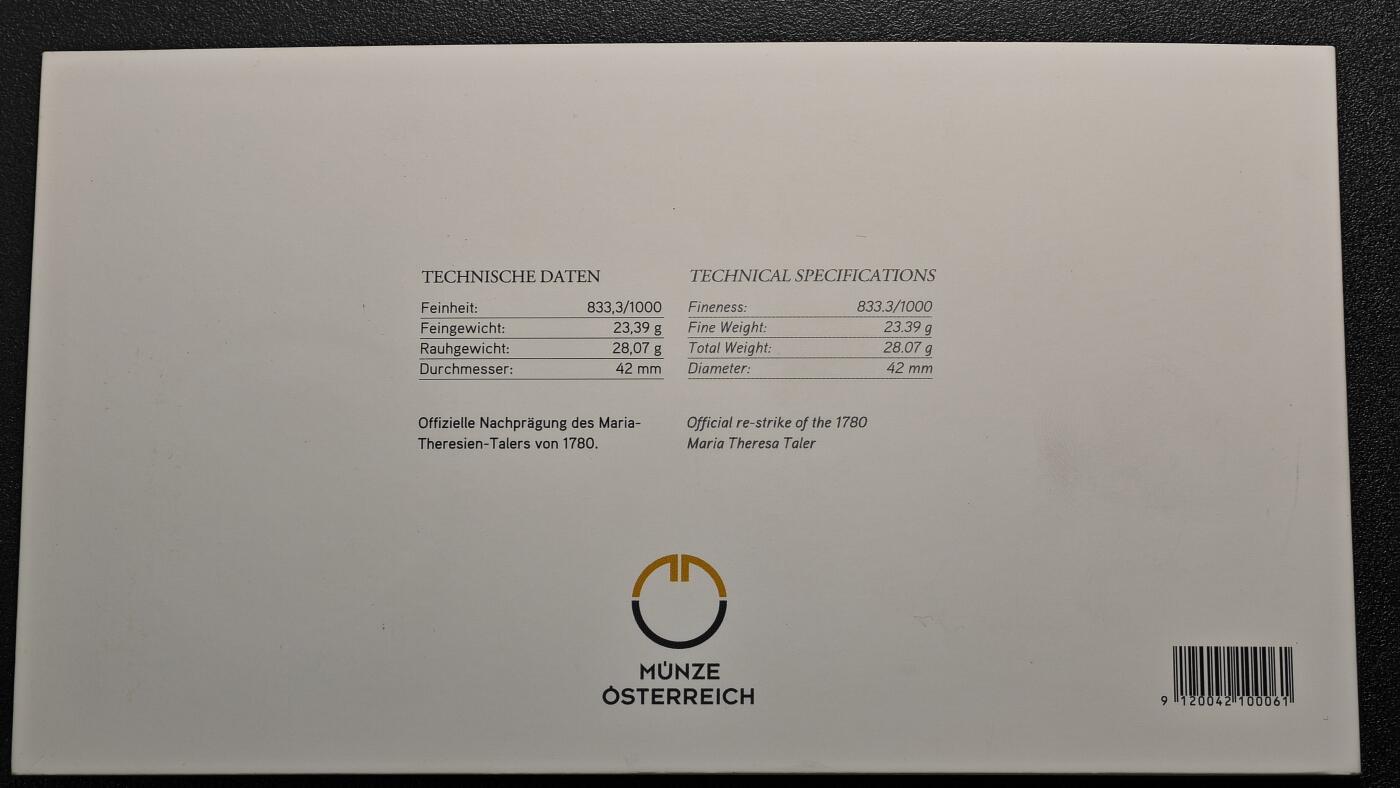 TECHNISCHE DATEN
Feinheit: 833,3/1000
Feingewicht: 23,39 g
Rauhgewicht: 28,07 g
Durchmesser: 42 mm
Offizielle Nachprägung des Maria-
Theresien-Talers von 1780.
TECHNICAL SPECIFICATIONS
Fineness: 833.3/1000
Fine Weight: 23.39 g
Total Weight: 28.07 g
Diameter: 42 mm
Official re-strike of the 1780
Maria Theresa Taler
MÜNZE
ÖSTERREICH
9 120042 100061